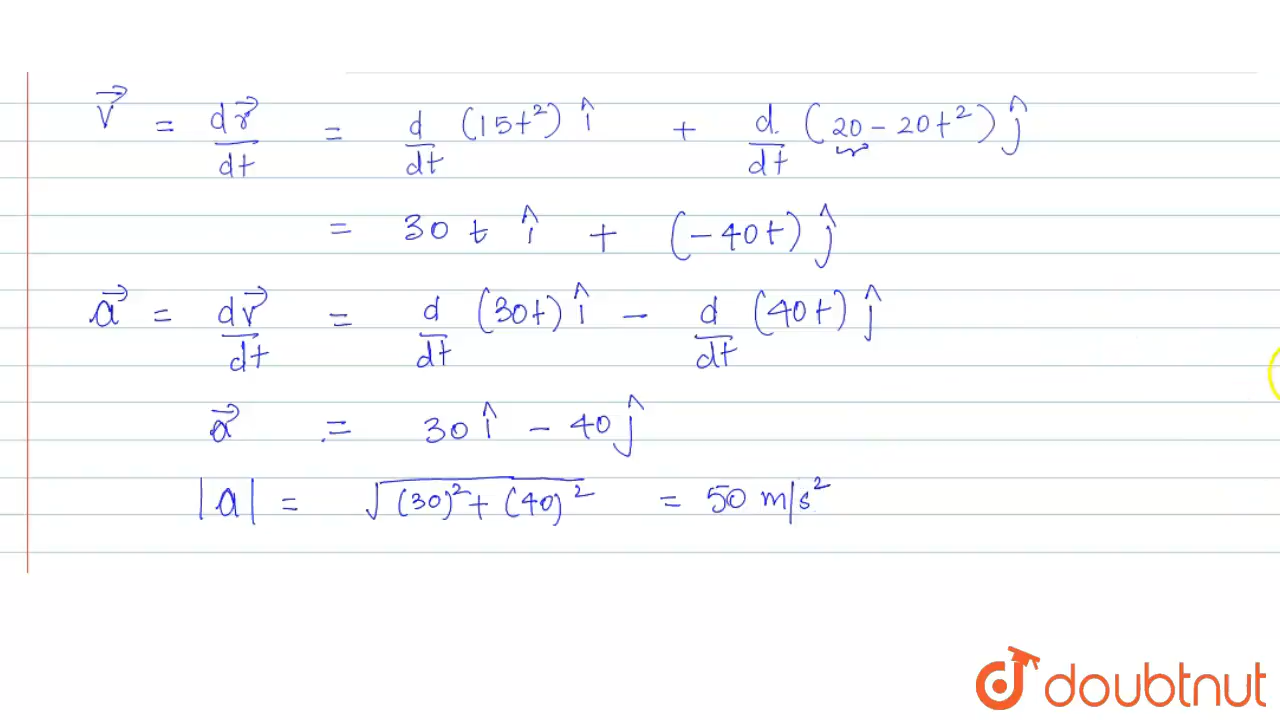 v⃗ = dr⃗/dt = d/dt (15t²) î + d/dt (20 - 20t²) ĵ
= 30 t î + (-40t) ĵ
a⃗ = dv⃗/dt = d/dt (30t) î - d/dt (40t) ĵ
a⃗ = 30 î - 40 ĵ
|a| = √(30)² + (40)² = 50 m/s²
doubtnut